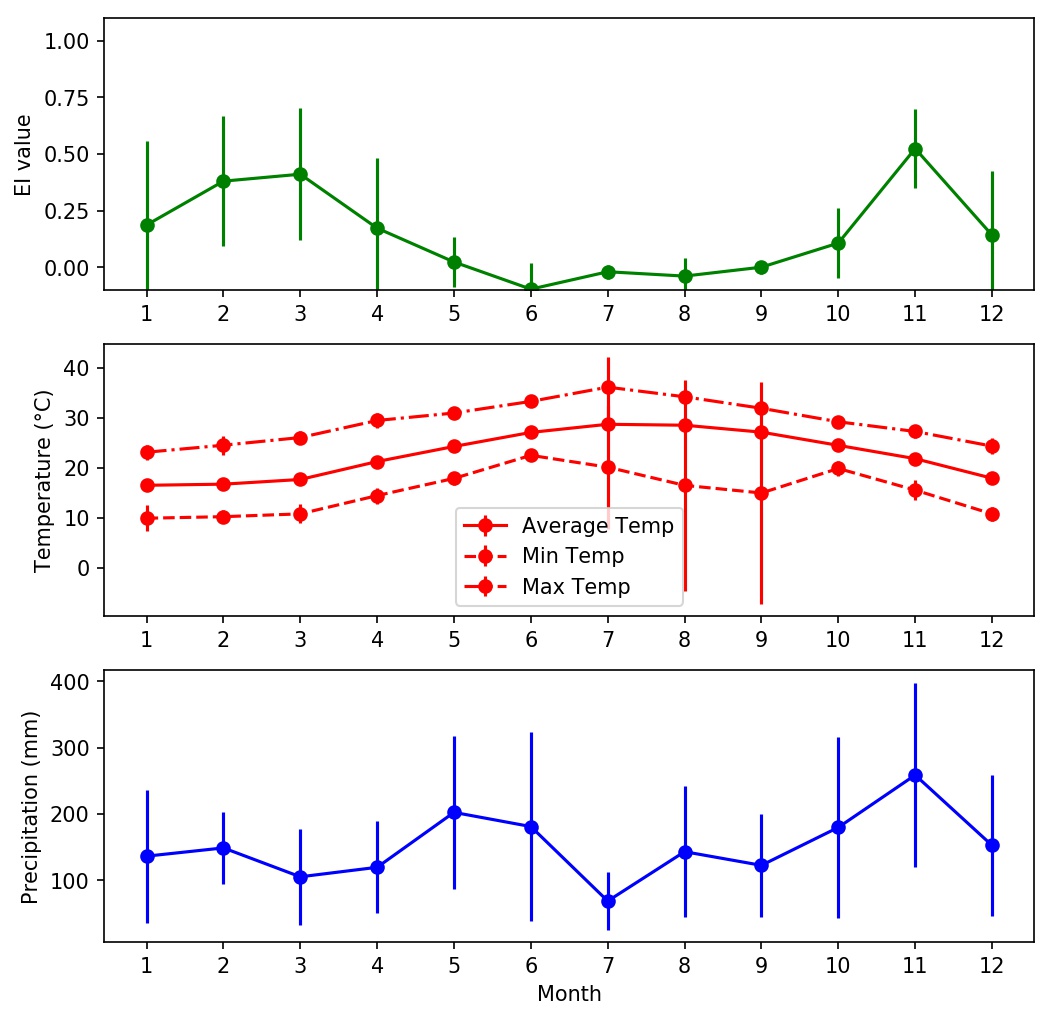 1.00
0.75
0.50
0.25
0.00
EI value
1 2 3 4 5 6 7 8 9 10 11 12
40
30
20
10
0
Temperature (°C)
Average Temp
Min Temp
Max Temp
1 2 3 4 5 6 7 8 9 10 11 12
400
300
200
100
Precipitation (mm)
1 2 3 4 5 6 7 8 9 10 11 12
Month